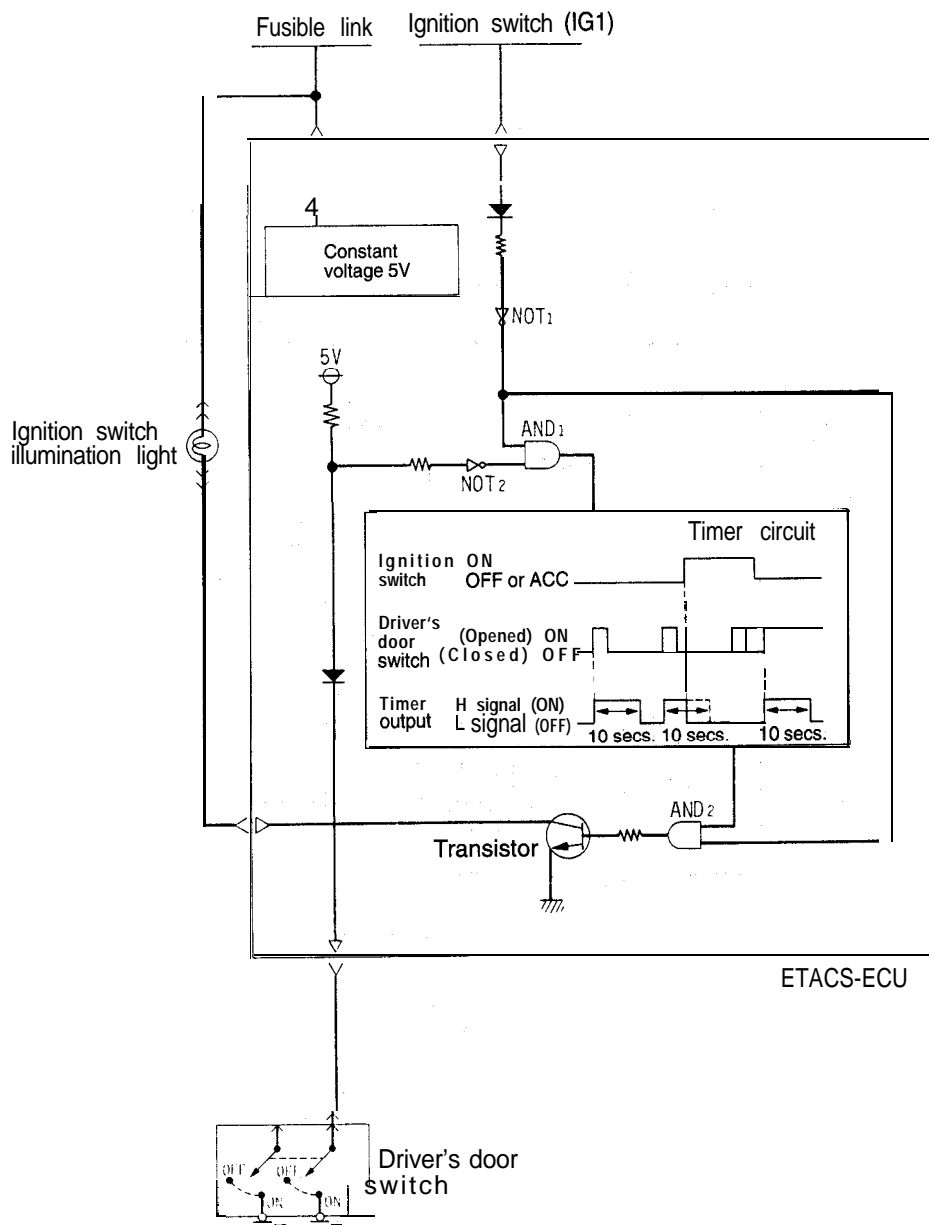 Fusible link
Ignition switch (IG1)
4
Constant
voltage 5V
NOT1
5V
Ignition switch
illumination light
AND1
NOT2
Timer circuit
Ignition ON
switch OFF or ACC
Driver's
door (Opened) ON
switch (Closed) OFF
Timer H signal (ON)
output L signal (OFF)
10 secs. 10 secs. 10 secs.
AND2
Transistor
ETACS-ECU
Driver's door
switch
OFF OFF
ON ON